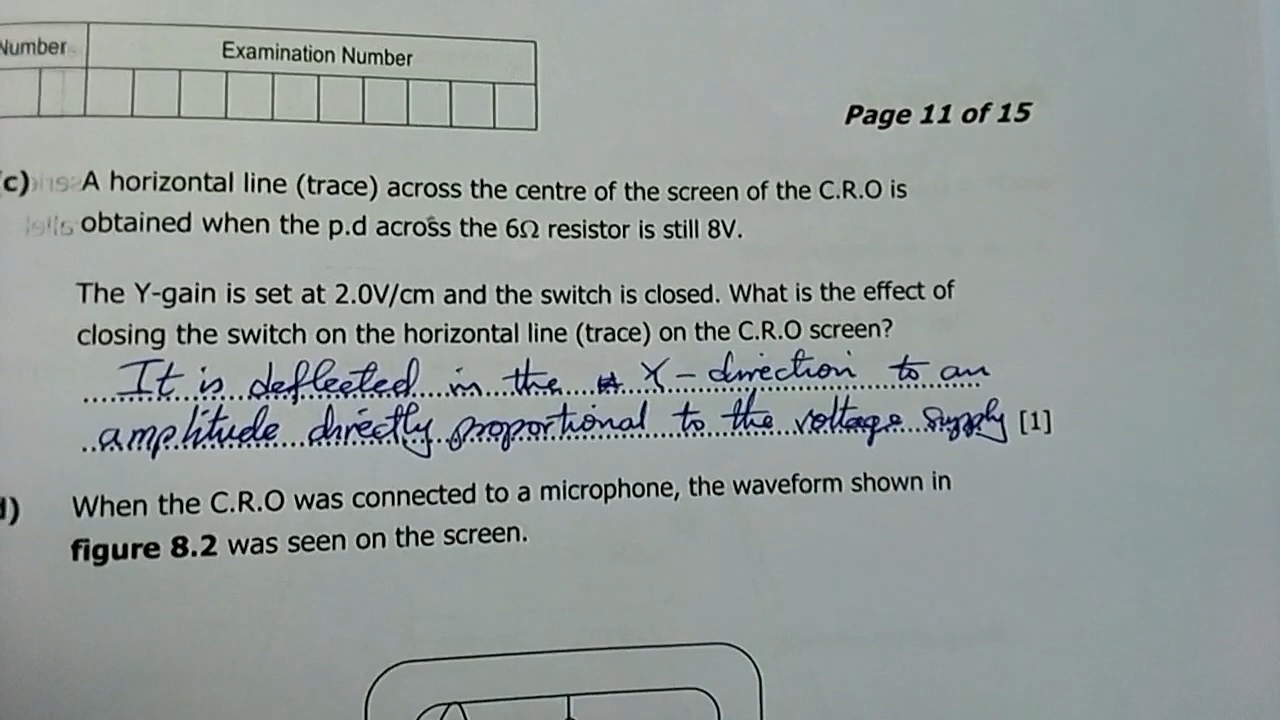 Number Examination Number
Page 11 of 15
c) A horizontal line (trace) across the centre of the screen of the C.R.O is
obtained when the p.d across the 6Ω resistor is still 8V.
The Y-gain is set at 2.0V/cm and the switch is closed. What is the effect of
closing the switch on the horizontal line (trace) on the C.R.O screen?
It is deflected in the X-direction to an
amplitude directly proportional to the voltage supply [1]
) When the C.R.O was connected to a microphone, the waveform shown in
figure 8.2 was seen on the screen.